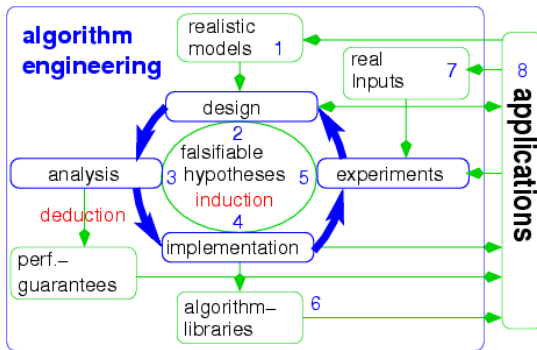 algorithm
engineering
realistic
models
1
real
Inputs
7
8
applications
design
2
analysis
3
falsifiable
hypotheses
induction
5
experiments
deduction
4
implementation
perf.–
guarantees
algorithm–
libraries
6